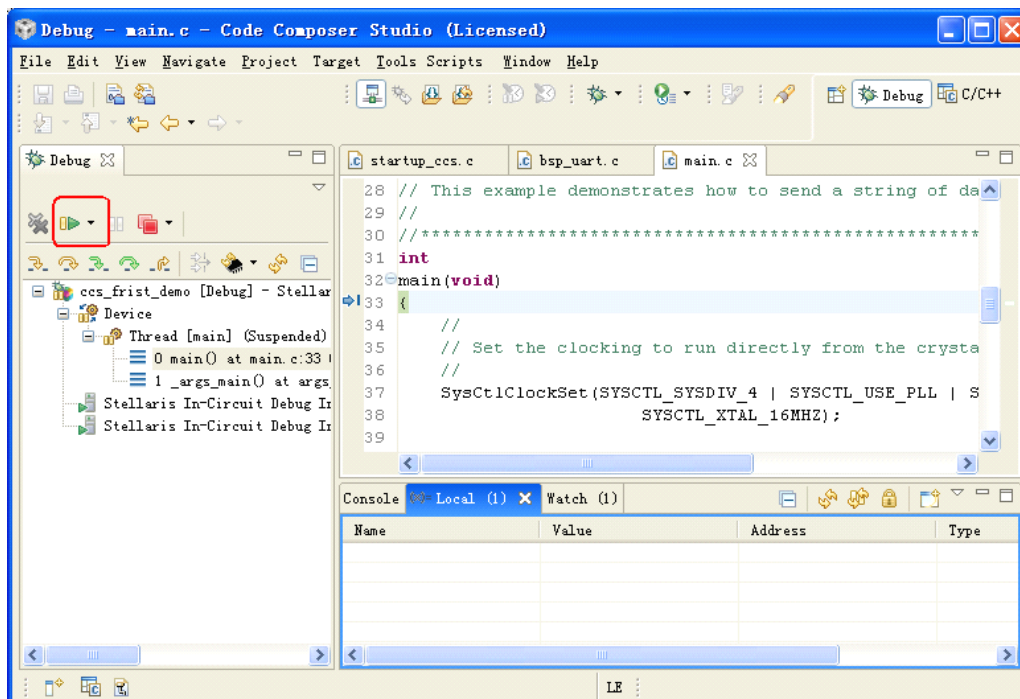 Debug - main.c - Code Composer Studio (Licensed)
File Edit View Navigate Project Target Tools Scripts Window Help
Debug C/C++
Debug
ccs_frist_demo [Debug] - Stellar
Device
Thread [main] (Suspended)
0 main() at main.c:33
1 _args_main() at args_
Stellaris In-Circuit Debug In
Stellaris In-Circuit Debug In
startup_ccs.c bsp_uart.c main.c
28 // This example demonstrates how to send a string of da
29 //
30 //*****************************************************
31 int
32 main(void)
33 {
34 //
35 // Set the clocking to run directly from the crysta
36 //
37 SysCtlClockSet(SYSCTL_SYSDIV_4 | SYSCTL_USE_PLL | S
38 SYSCTL_XTAL_16MHZ);
39
Console Local (1) Watch (1)
Name Value Address Type
LE